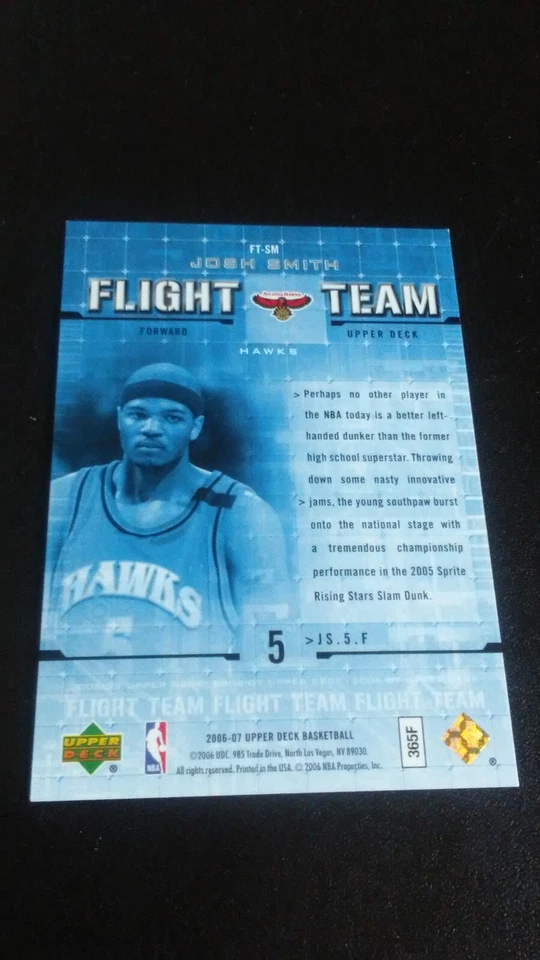 FT-SM
JOSH SMITH
FLIGHT TEAM
FORWARD
UPPER DECK
HAWKS
> Perhaps no other player in
the NBA today is a better left-
handed dunker than the former
high school superstar. Throwing
down some nasty innovative
> jams, the young southpaw burst
onto the national stage with
a tremendous championship
performance in the 2005 Sprite
Rising Stars Slam Dunk.
HAWKS
5
5 >JS.5.F
FLIGHT TEAM FLIGHT TEAM FLIGHT TEAM
UPPER
DECK
®
NBA
2006-07 UPPER DECK BASKETBALL
©2006 UDC. 985 Trade Drive, North Las Vegas, NV 89030.
All rights reserved. Printed in the USA. © 2006 NBA Properties, Inc.
365F
®